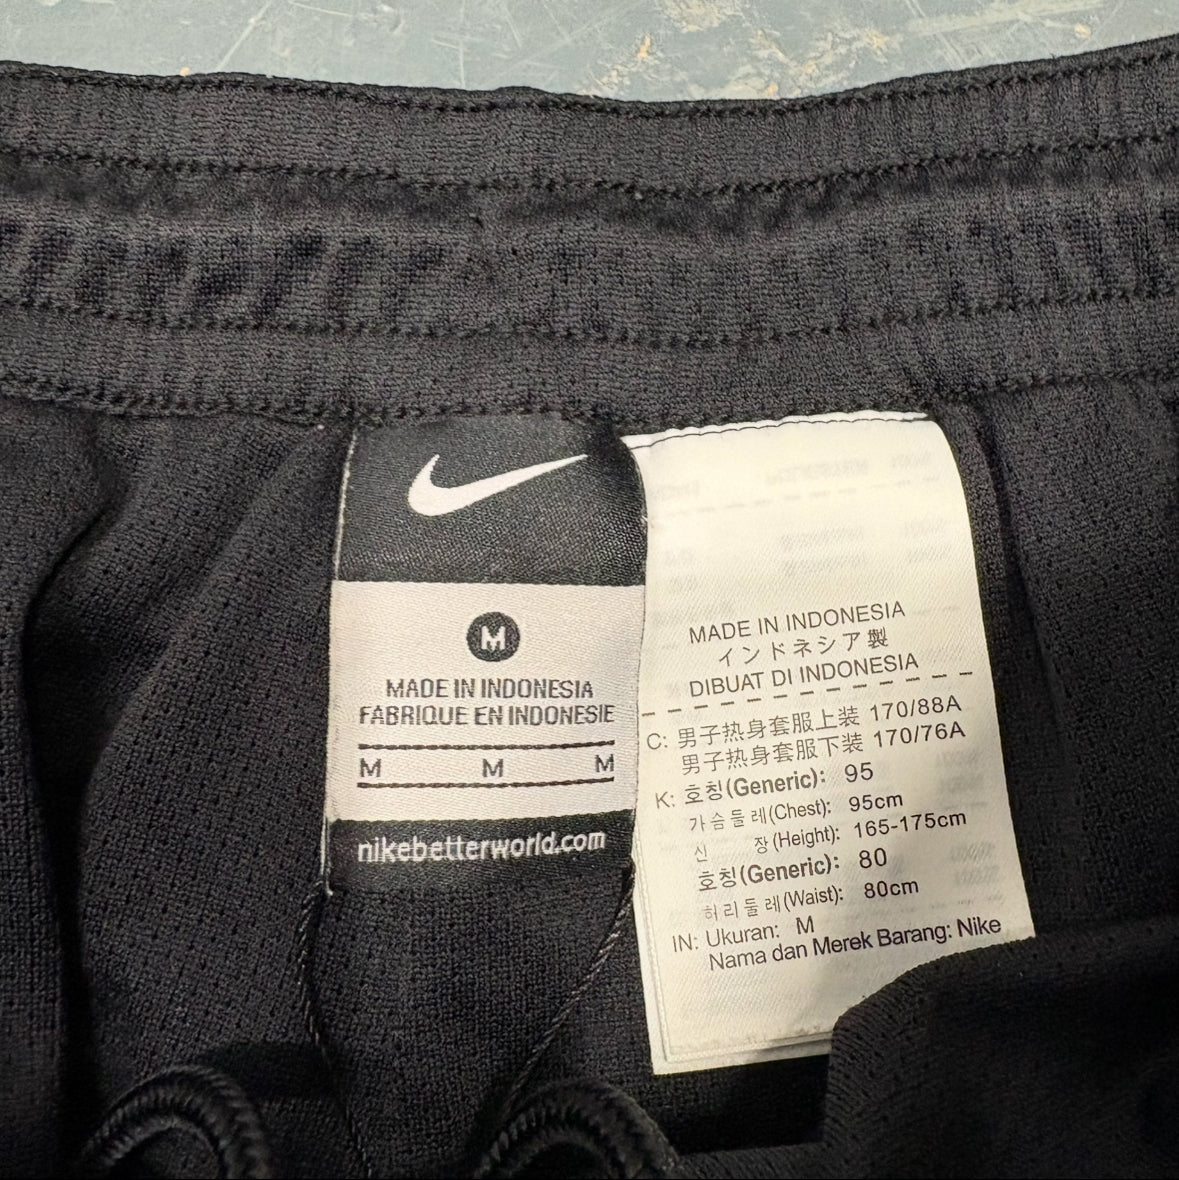 M
MADE IN INDONESIA
FABRIQUE EN INDONESIE
M M M
nikebetterworld.com
MADE IN INDONESIA
インドネシア製
DIBUAT DI INDONESIA
C: 男子热身套服上装 170/88A
男子热身套服下装 170/76A
K: 호칭(Generic): 95
가슴둘레(Chest): 95cm
신 장(Height): 165-175cm
호칭(Generic): 80
허리둘레(Waist): 80cm
IN: Ukuran: M
Nama dan Merek Barang: Nike